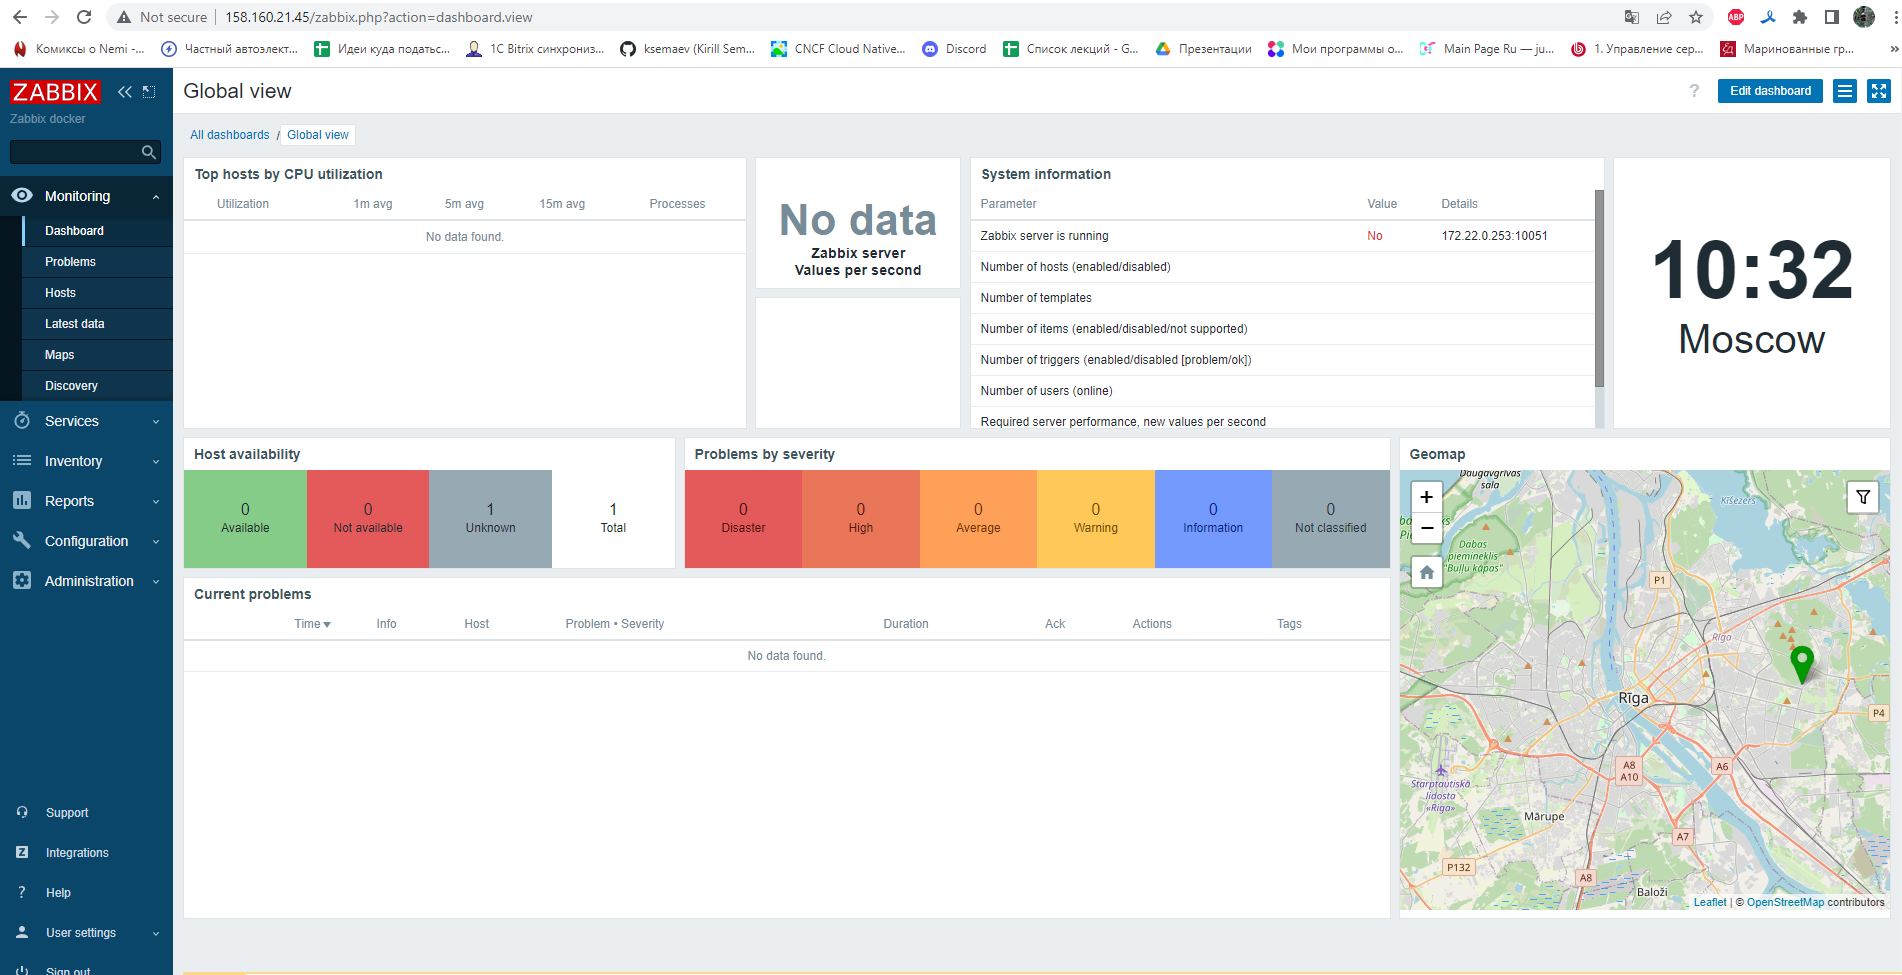 Not secure | 158.160.21.45/zabbix.php?action=dashboard.view
ABP
Комиксы о Nemi -...
Частный автоэлект...
Идеи куда податьс...
1C Bitrix синхрониз...
ksemaev (Kirill Sem...
CNCF Cloud Native...
Discord
Список лекций - G...
Презентации
Мои программы о...
Main Page Ru — ju...
1. Управление сер...
Маринованные гр...
»
ZABBIX
Zabbix docker
Monitoring
Dashboard
Problems
Hosts
Latest data
Maps
Discovery
Services
Inventory
Reports
Configuration
Administration
Support
Z Integrations
? Help
User settings
Sign out
Global view
? Edit dashboard
All dashboards / Global view
Top hosts by CPU utilization
Utilization 1m avg 5m avg 15m avg Processes
No data found.
No data
Zabbix server
Values per second
System information
Parameter Value Details
Zabbix server is running No 172.22.0.253:10051
Number of hosts (enabled/disabled)
Number of templates
Number of items (enabled/disabled/not supported)
Number of triggers (enabled/disabled [problem/ok])
Number of users (online)
Required server performance, new values per second
10:32
Moscow
Host availability
0 Available
0 Not available
1 Unknown
1 Total
Problems by severity
0 Disaster
0 High
0 Average
0 Warning
0 Information
0 Not classified
Current problems
Time Info Host Problem • Severity Duration Ack Actions Tags
No data found.
Geomap
+
−
Daugavgrīvas
sala
Ķīšezers
Dabas
piemineklis
"Buļļu kāpas"
P1
Rīga
Rīga
P4
A8
A10
A6
Starptautiskā
lidosta
«Rīga»
Mārupe
A7
P132
A8
Baloži
Leaflet | © OpenStreetMap contributors